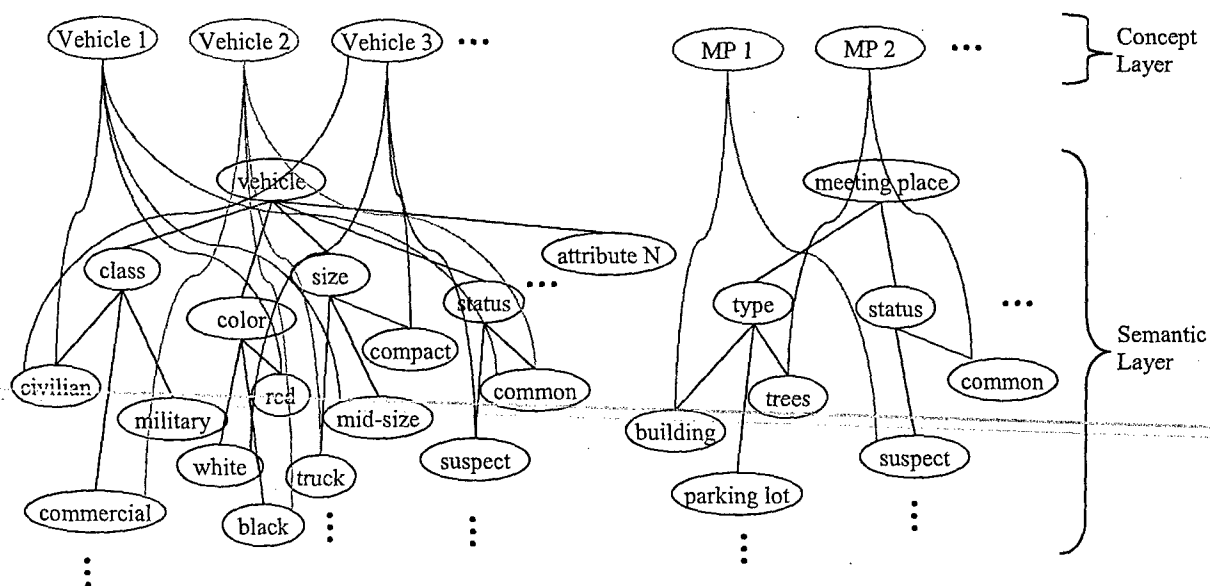 Vehicle 1
Vehicle 2
Vehicle 3
...
MP 1
MP 2
...
Concept
Layer
vehicle
meeting place
attribute N
class
size
...
status
color
type
status
...
Semantic
Layer
compact
civilian
red
common
common
military
mid-size
trees
building
white
truck
suspect
suspect
commercial
black
parking lot